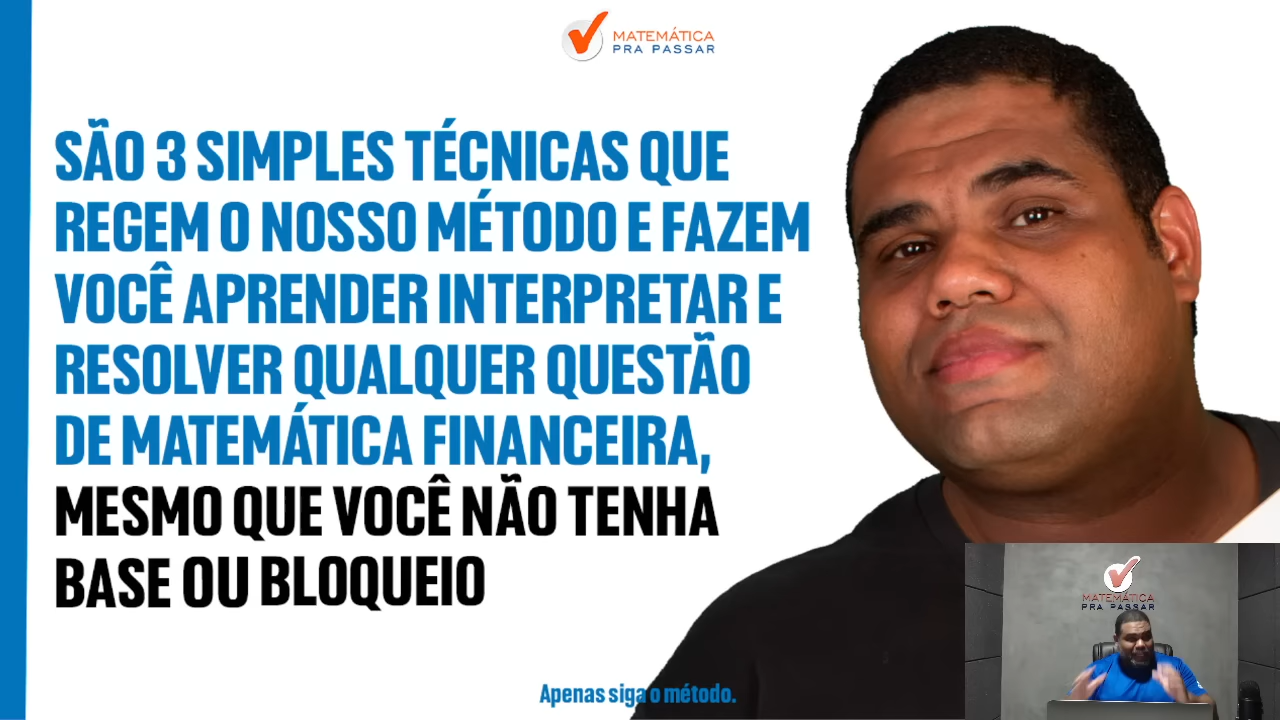 MATEMÁTICA
PRA PASSAR
SÃO 3 SIMPLES TÉCNICAS QUE
REGEM O NOSSO MÉTODO E FAZEM
VOCÊ APRENDER INTERPRETAR E
RESOLVER QUALQUER QUESTÃO
DE MATEMÁTICA FINANCEIRA,
MESMO QUE VOCÊ NÃO TENHA
BASE OU BLOQUEIO
MATEMÁTICA
PRA PASSAR
Apenas siga o método.